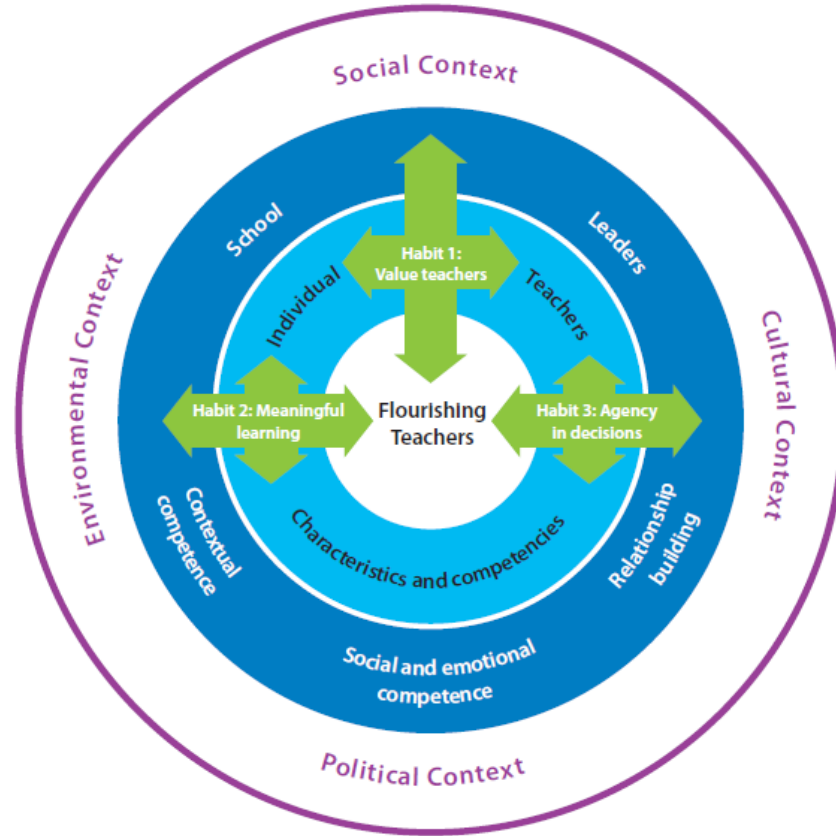 Social Context
School
Leaders
Habit 1:
Value teachers
Individual
Teachers
Environmental Context
Cultural Context
Habit 2: Meaningful
learning
Flourishing
Teachers
Habit 3: Agency
in decisions
Contextual
competence
Characteristics and competencies
Relationship
building
Social and emotional
competence
Political Context